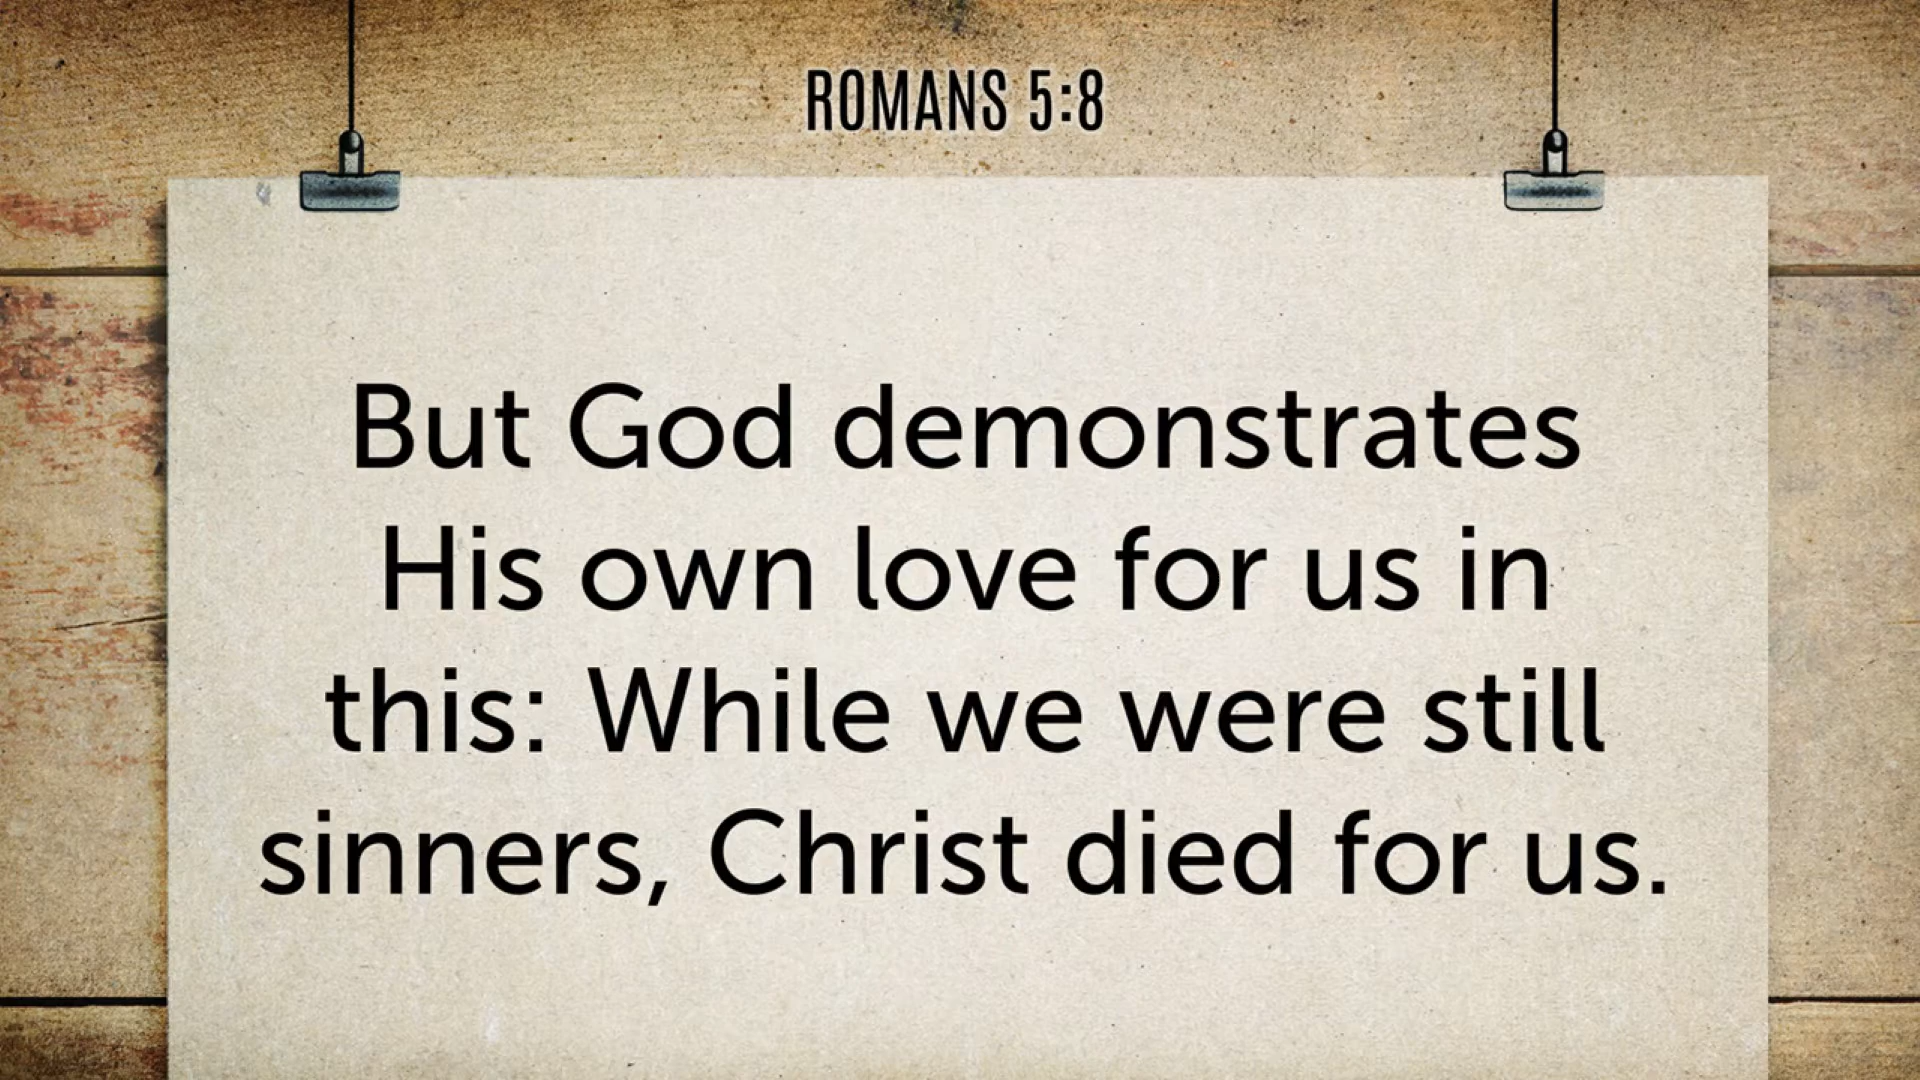 ROMANS 5:8
But God demonstrates
His own love for us in
this: While we were still
sinners, Christ died for us.